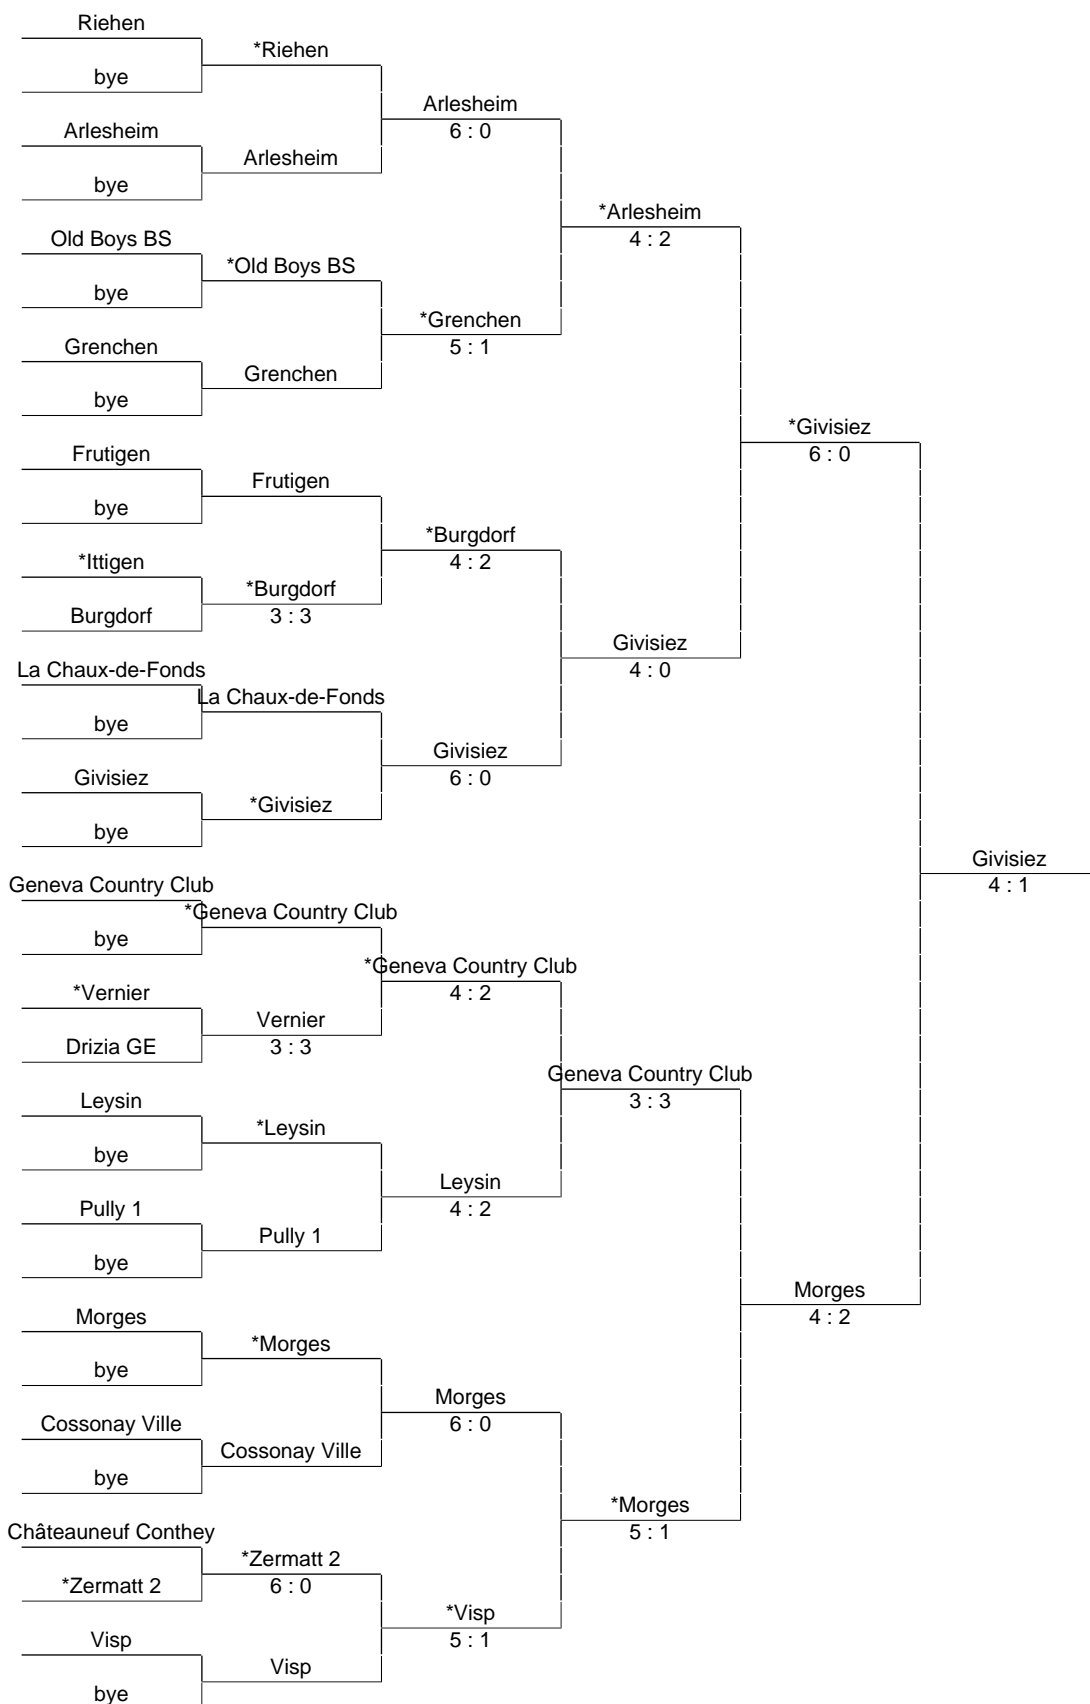 Riehen
*Riehen
bye
Arlesheim
6 : 0
Arlesheim
Arlesheim
bye
*Arlesheim
4 : 2
Old Boys BS
*Old Boys BS
bye
*Grenchen
5 : 1
Grenchen
Grenchen
bye
*Givisiez
6 : 0
Frutigen
Frutigen
bye
*Burgdorf
4 : 2
*Ittigen
*Burgdorf
3 : 3
Burgdorf
Givisiez
4 : 0
La Chaux-de-Fonds
La Chaux-de-Fonds
bye
Givisiez
6 : 0
Givisiez
*Givisiez
bye
Givisiez
4 : 1
Geneva Country Club
*Geneva Country Club
bye
*Geneva Country Club
4 : 2
*Vernier
Vernier
3 : 3
Drizia GE
Geneva Country Club
3 : 3
Leysin
*Leysin
bye
Leysin
4 : 2
Pully 1
Pully 1
bye
Morges
4 : 2
Morges
*Morges
bye
Morges
6 : 0
Cossonay Ville
Cossonay Ville
bye
*Morges
5 : 1
Châteauneuf Conthey
*Zermatt 2
6 : 0
*Zermatt 2
*Visp
5 : 1
Visp
Visp
bye